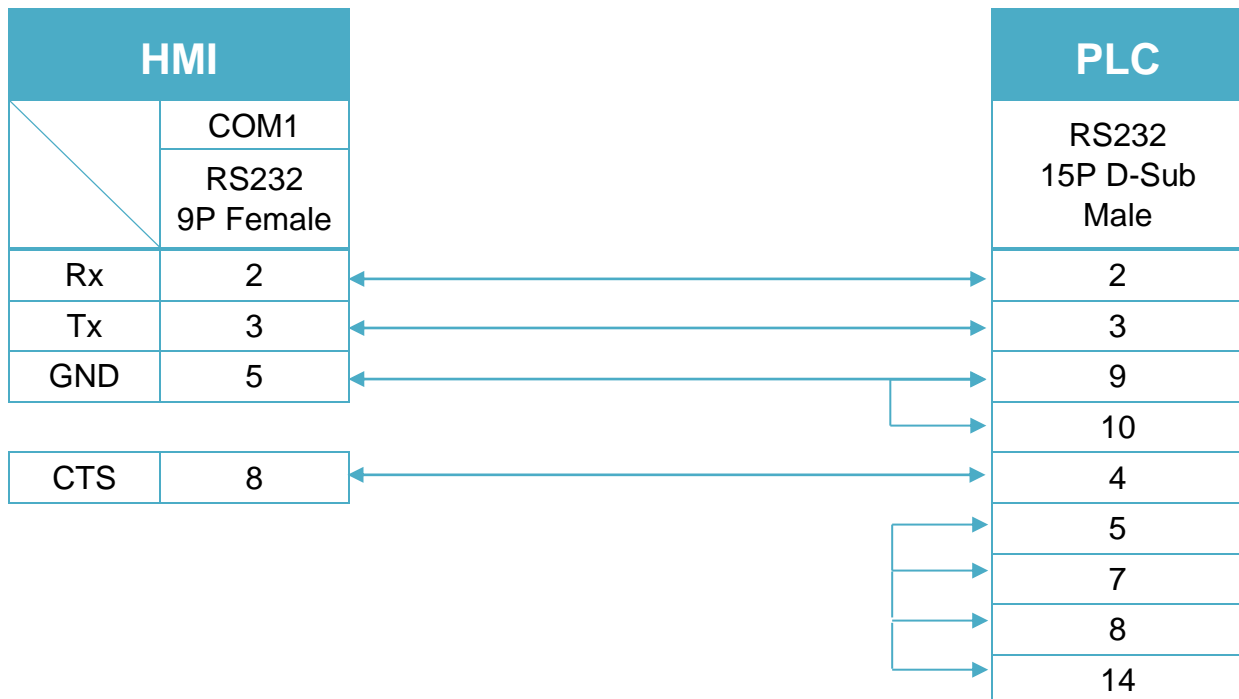 HMI
PLC
COM1
RS232
9P Female
RS232
15P D-Sub
Male
Rx 2 2
Tx 3 3
GND 5 9
10
CTS 8 4
5
7
8
14